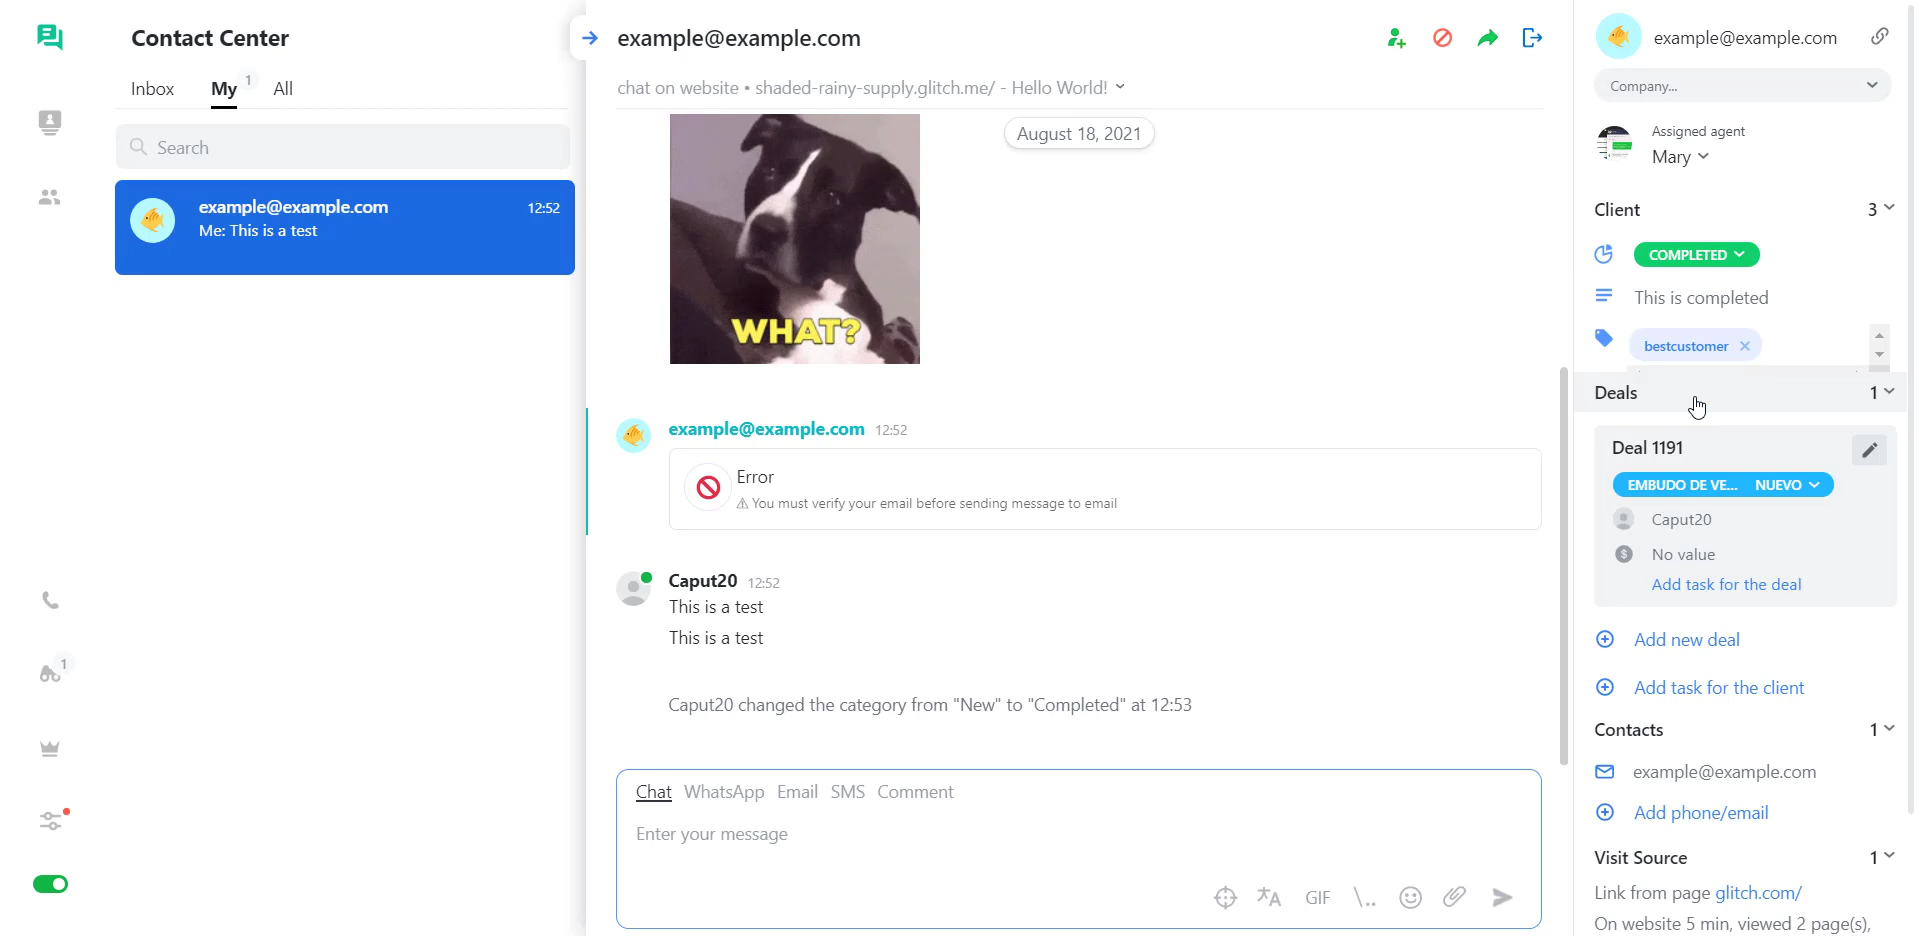 Contact Center
Inbox
My 1
All
Search
example@example.com 12:52
Me: This is a test
1
example@example.com
chat on website • shaded-rainy-supply.glitch.me/ - Hello World!
August 18, 2021
WHAT?
example@example.com 12:52
Error
⚠ You must verify your email before sending message to email
Caput20 12:52
This is a test
This is a test
Caput20 changed the category from "New" to "Completed" at 12:53
Chat WhatsApp Email SMS Comment
Enter your message
GIF \..
example@example.com
Company...
Assigned agent
Mary
Client 3
COMPLETED
This is completed
bestcustomer ×
Deals 1
Deal 1191
EMBUDO DE VE... NUEVO
Caput20
$ No value
Add task for the deal
Add new deal
Add task for the client
Contacts 1
example@example.com
Add phone/email
Visit Source 1
Link from page glitch.com/
On website 5 min, viewed 2 page(s),